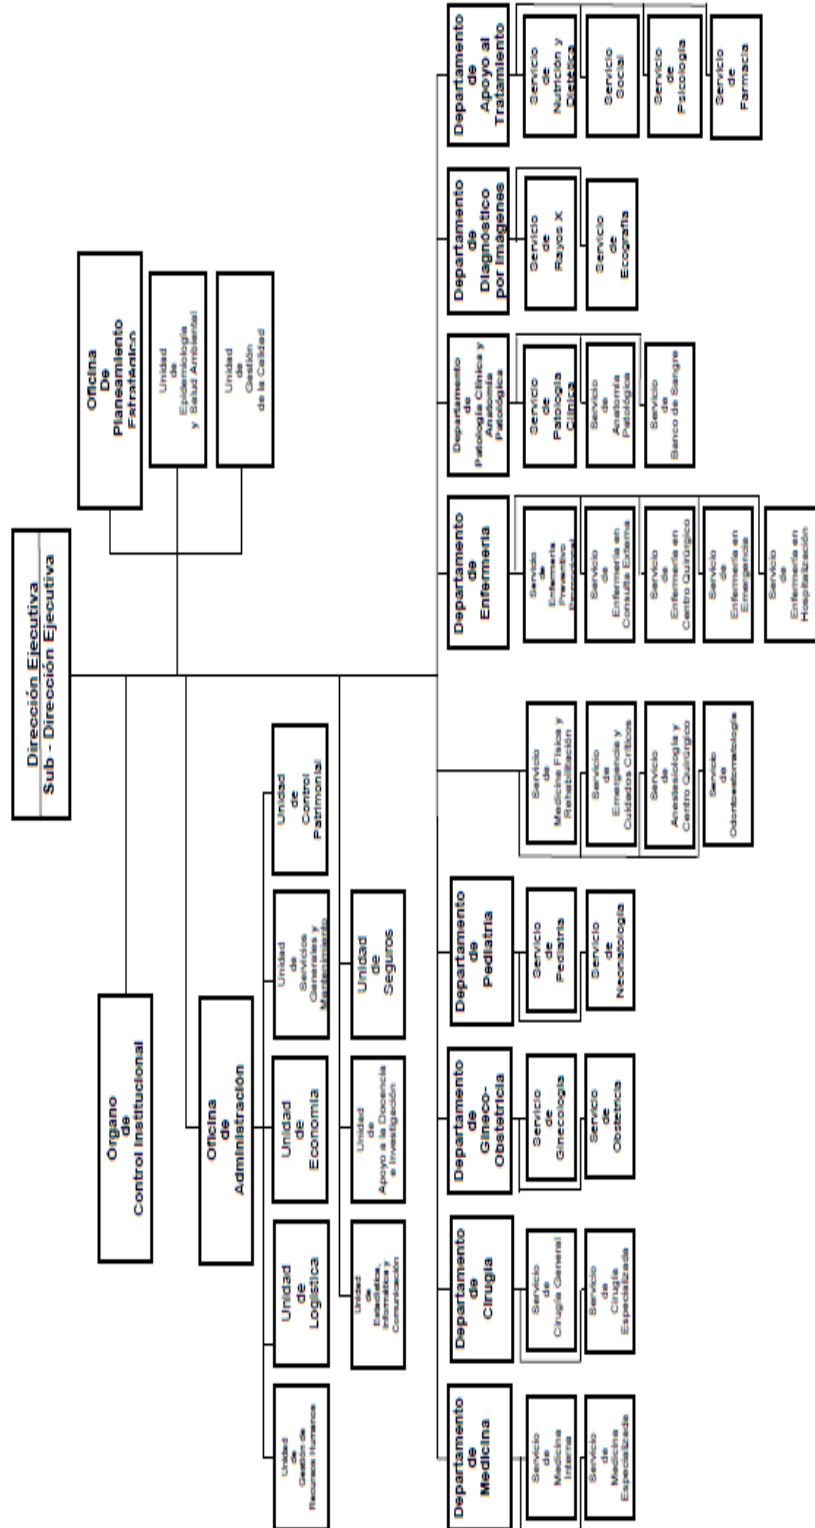 Dirección Ejecutiva
Sub - Dirección Ejecutiva
Órgano
de
Control Institucional
Oficina
De
Planeamiento
Estratégico
Unidad
de
Epidemiología
y Salud Ambiental
Unidad
de
Gestión
de la Calidad
Oficina
de
Administración
Unidad
de
Gestión de
Recursos Humanos
Unidad
de
Logística
Unidad
de
Economía
Unidad
de
Servicios
Generales y
Mantenimiento
Unidad
de
Control
Patrimonial
Unidad
de
Estadística,
Informática y
Comunicación
Unidad
de
Apoyo a la Docencia
e Investigación
Unidad
de
Seguros
Departamento
de
Medicina
Servicio
de
Medicina
Interna
Servicio
de
Medicina
Especializada
Departamento
de
Cirugía
Servicio
de
Cirugía General
Servicio
de
Cirugía
Especializada
Departamento
de
Gineco-
Obstetricia
Servicio
de
Ginecología
Servicio
de
Obstetricia
Departamento
de
Pediatría
Servicio
de
Pediatría
Servicio
de
Neonatología
Servicio
de
Medicina Física y
Rehabilitación
Servicio
de
Emergencia y
Cuidados Críticos
Servicio
de
Anestesiología y
Centro Quirúrgico
Servicio
de
Odontoestomatología
Departamento
de
Enfermería
Servicio
de
Enfermería
Preventivo
Promocional
Servicio
de
Enfermería en
Consulta Externa
Servicio
de
Enfermería en
Centro Quirúrgico
Servicio
de
Enfermería en
Emergencia
Servicio
de
Enfermería en
Hospitalización
Departamento
de
Patología Clínica y
Anatomía
Patológica
Servicio
de
Patología
Clínica
Servicio
de
Anatomía
Patológica
Servicio
de
Banco de Sangre
Departamento
de
Diagnóstico
por Imágenes
Servicio
de
Rayos X
Servicio
de
Ecografía
Departamento
de
Apoyo al
Tratamiento
Servicio
de
Nutrición y
Dietética
Servicio
Social
Servicio
de
Psicología
Servicio
de
Farmacia